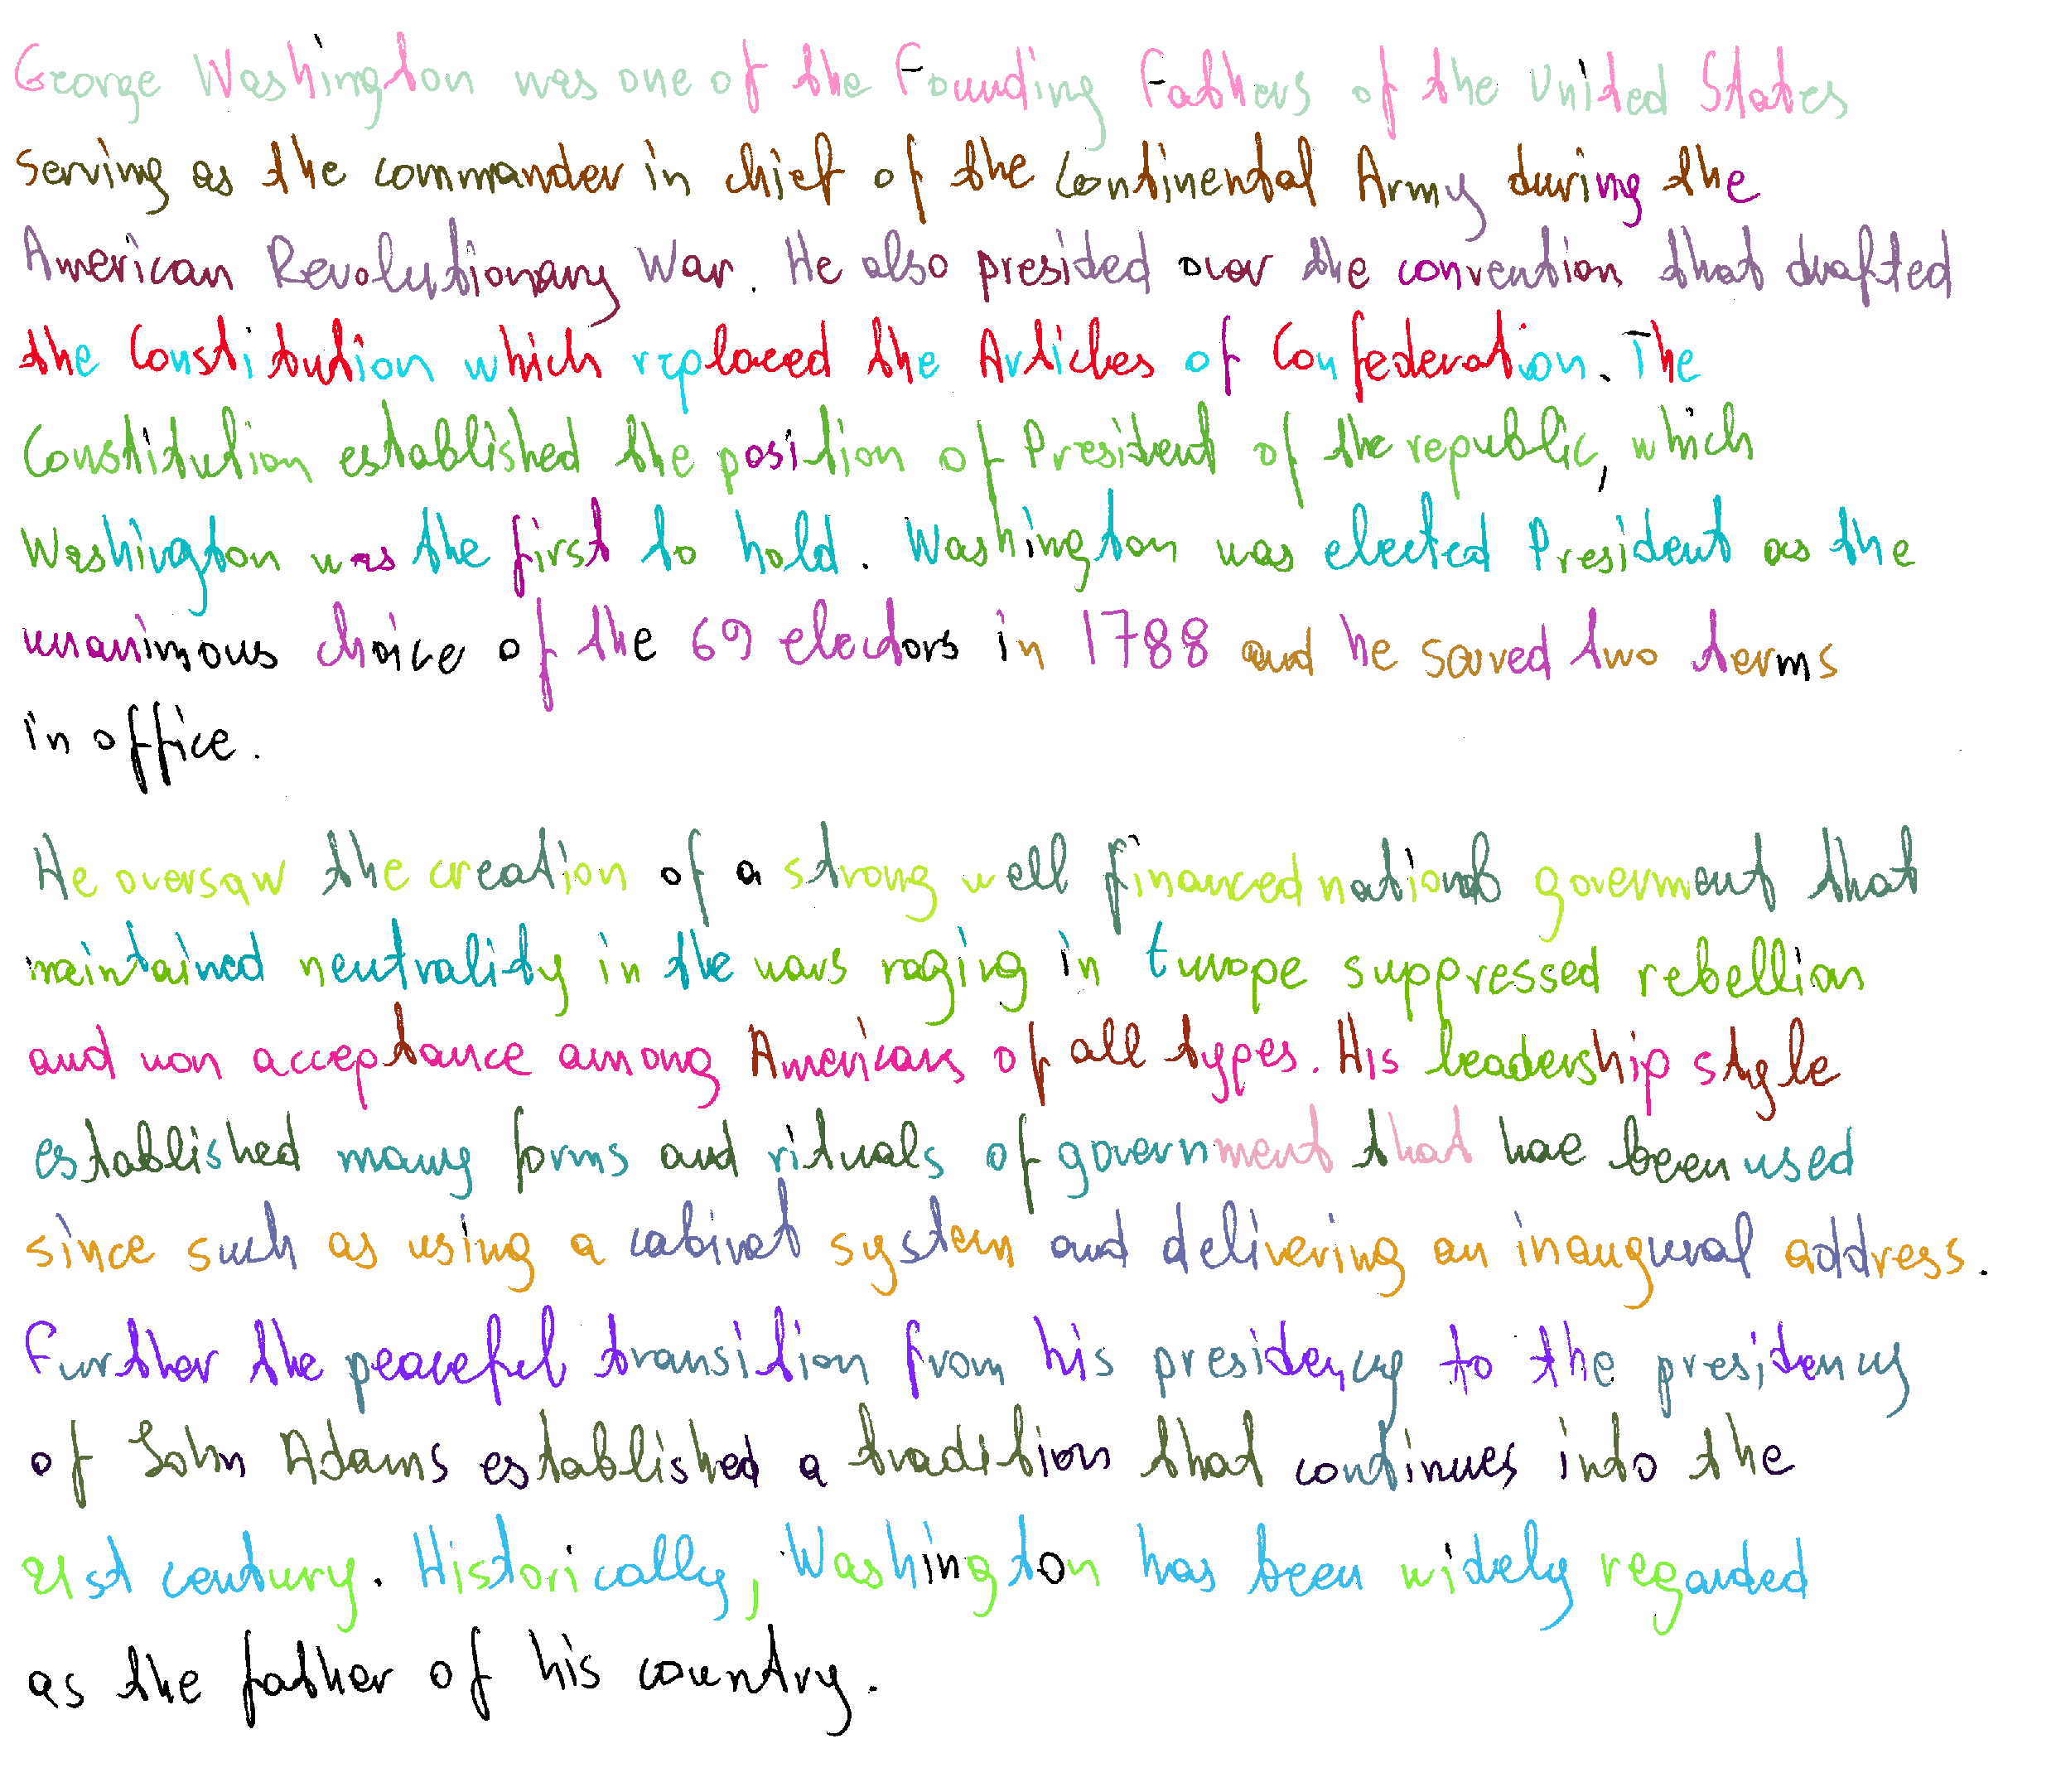 George Washington was one of the Founding Fathers of the United States
serving as the commander in chief of the Continental Army during the
American Revolutionary War. He also presided over the convention that drafted
the Constitution which replaced the Articles of Confederation. The
Constitution established the position of President of the republic, which
Washington was the first to hold. Washington was elected President as the
unanimous choice of the 69 electors in 1788 and he served two terms
in office.
He oversaw the creation of a strong well financed national goverment that
maintained neutrality in the wars raging in Europe suppressed rebellion
and won acceptance among Americans of all types. His leadership style
established many forms and rituals of government that hae been used
since such as using a cabinet system and delivering an inaugural address.
Further the peaceful transition from his presidency to the presidency
of John Adams established a tradition that continues into the
21st century. Historically, Washington has been widely regarded
as the father of his country.